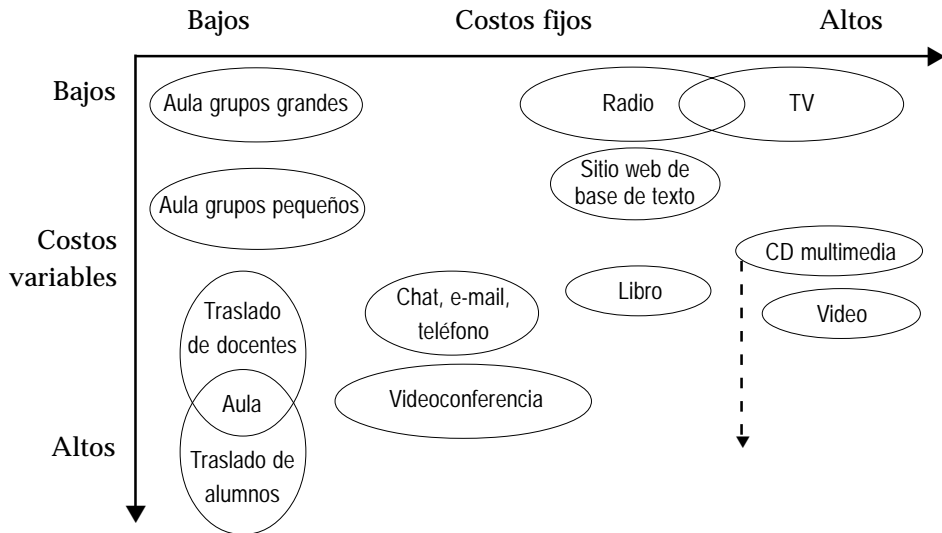 Bajos
Costos fijos
Altos
Bajos
Aula grupos grandes
Radio
TV
Sitio web de
base de texto
Aula grupos pequeños
Costos
variables
CD multimedia
Traslado
de docentes
Chat, e-mail,
teléfono
Libro
Video
Aula
Videoconferencia
Altos
Traslado de
alumnos